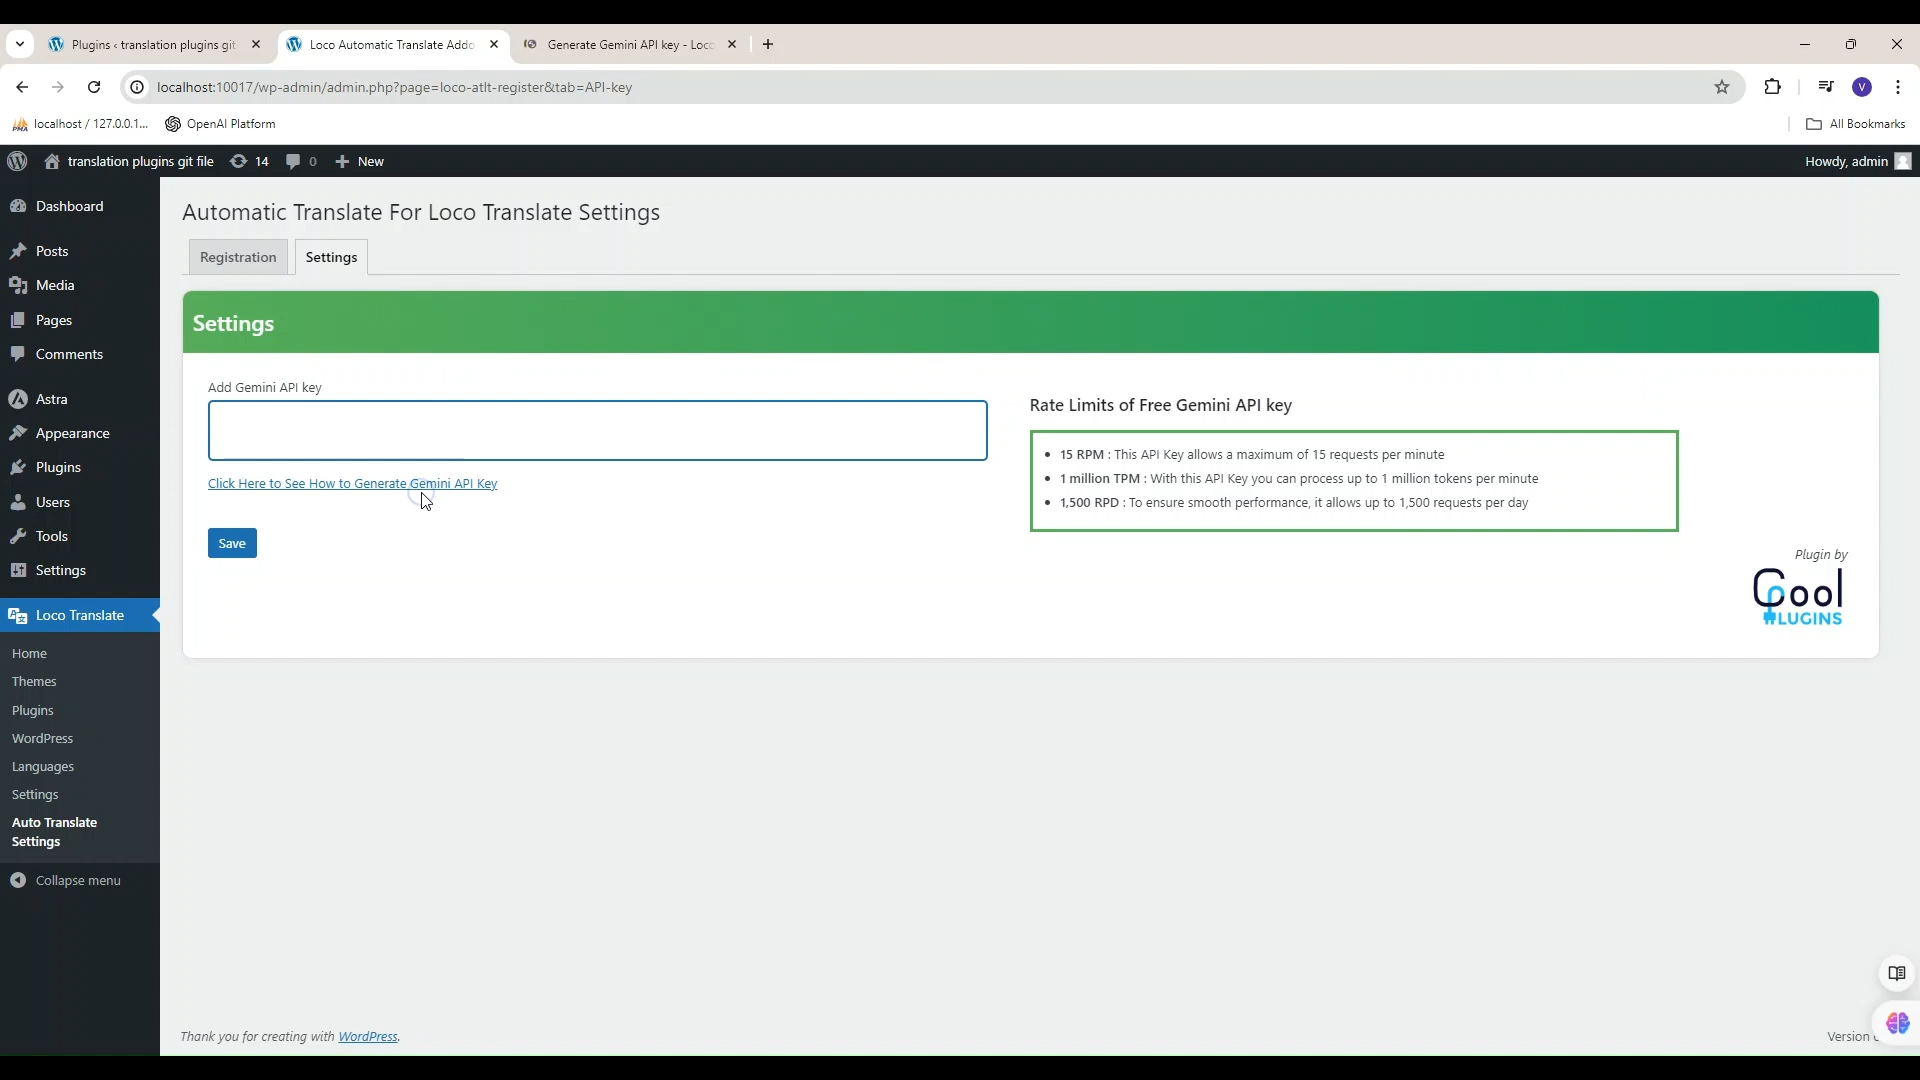 Plugins ‹ translation plugins git
Loco Automatic Translate Addo
Generate Gemini API key - Loco
localhost:10017/wp-admin/admin.php?page=loco-atlt-register&tab=API-key
V
localhost / 127.0.0.1...
OpenAI Platform
All Bookmarks
translation plugins git file
14
0
New
Howdy, admin
Dashboard
Posts
Media
Pages
Comments
Astra
Appearance
Plugins
Users
Tools
Settings
Loco Translate
Home
Themes
Plugins
WordPress
Languages
Settings
Auto Translate
Settings
Collapse menu
Automatic Translate For Loco Translate Settings
Registration
Settings
Settings
Add Gemini API key
Click Here to See How to Generate Gemini API Key
Save
Rate Limits of Free Gemini API key
• 15 RPM : This API Key allows a maximum of 15 requests per minute
• 1 million TPM : With this API Key you can process up to 1 million tokens per minute
• 1,500 RPD : To ensure smooth performance, it allows up to 1,500 requests per day
Plugin by
Cool
PLUGINS
Thank you for creating with WordPress.
Version